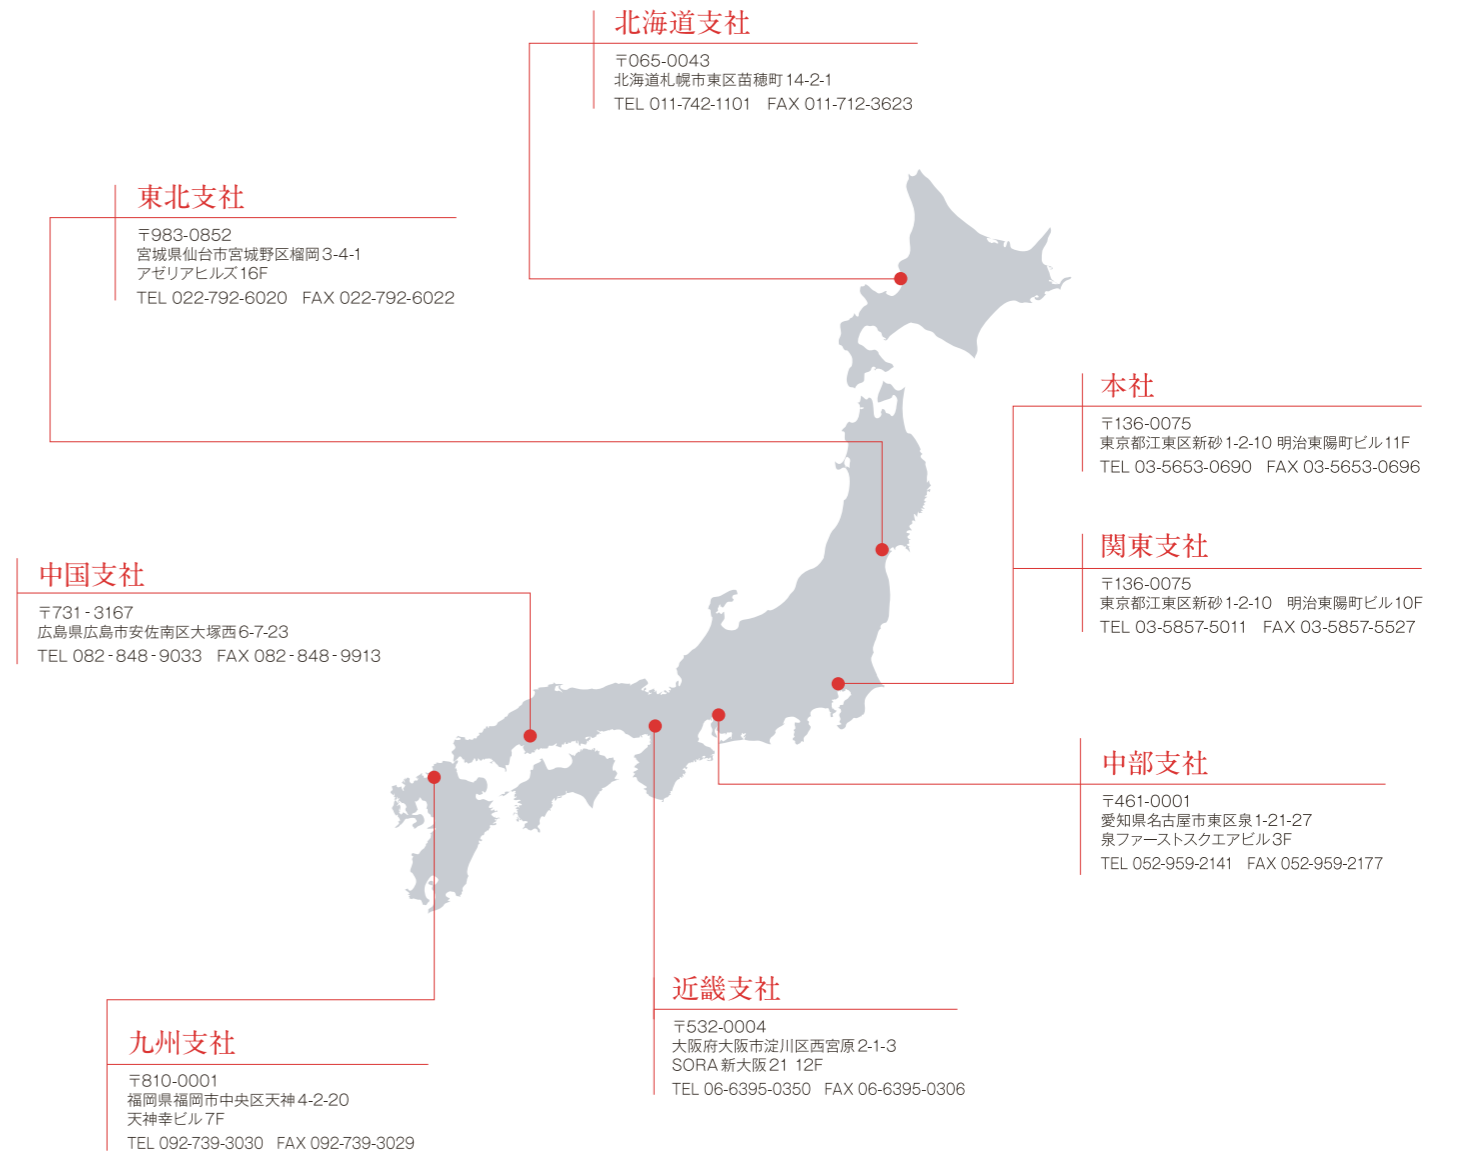 北海道支社
〒065-0043
北海道札幌市東区苗穂町14-2-1
TEL 011-742-1101 FAX 011-712-3623
東北支社
〒983-0852
宮城県仙台市宮城野区榴岡3-4-1
アゼリアヒルズ16F
TEL 022-792-6020 FAX 022-792-6022
本社
〒136-0075
東京都江東区新砂1-2-10 明治東陽町ビル11F
TEL 03-5653-0690 FAX 03-5653-0696
関東支社
〒136-0075
東京都江東区新砂1-2-10 明治東陽町ビル10F
TEL 03-5857-5011 FAX 03-5857-5527
中国支社
〒731-3167
広島県広島市安佐南区大塚西6-7-23
TEL 082-848-9033 FAX 082-848-9913
中部支社
〒461-0001
愛知県名古屋市東区泉1-21-27
泉ファーストスクエアビル3F
TEL 052-959-2141 FAX 052-959-2177
近畿支社
〒532-0004
大阪府大阪市淀川区西宮原2-1-3
SORA新大阪21 12F
TEL 06-6395-0350 FAX 06-6395-0306
九州支社
〒810-0001
福岡県福岡市中央区天神4-2-20
天神幸ビル7F
TEL 092-739-3030 FAX 092-739-3029